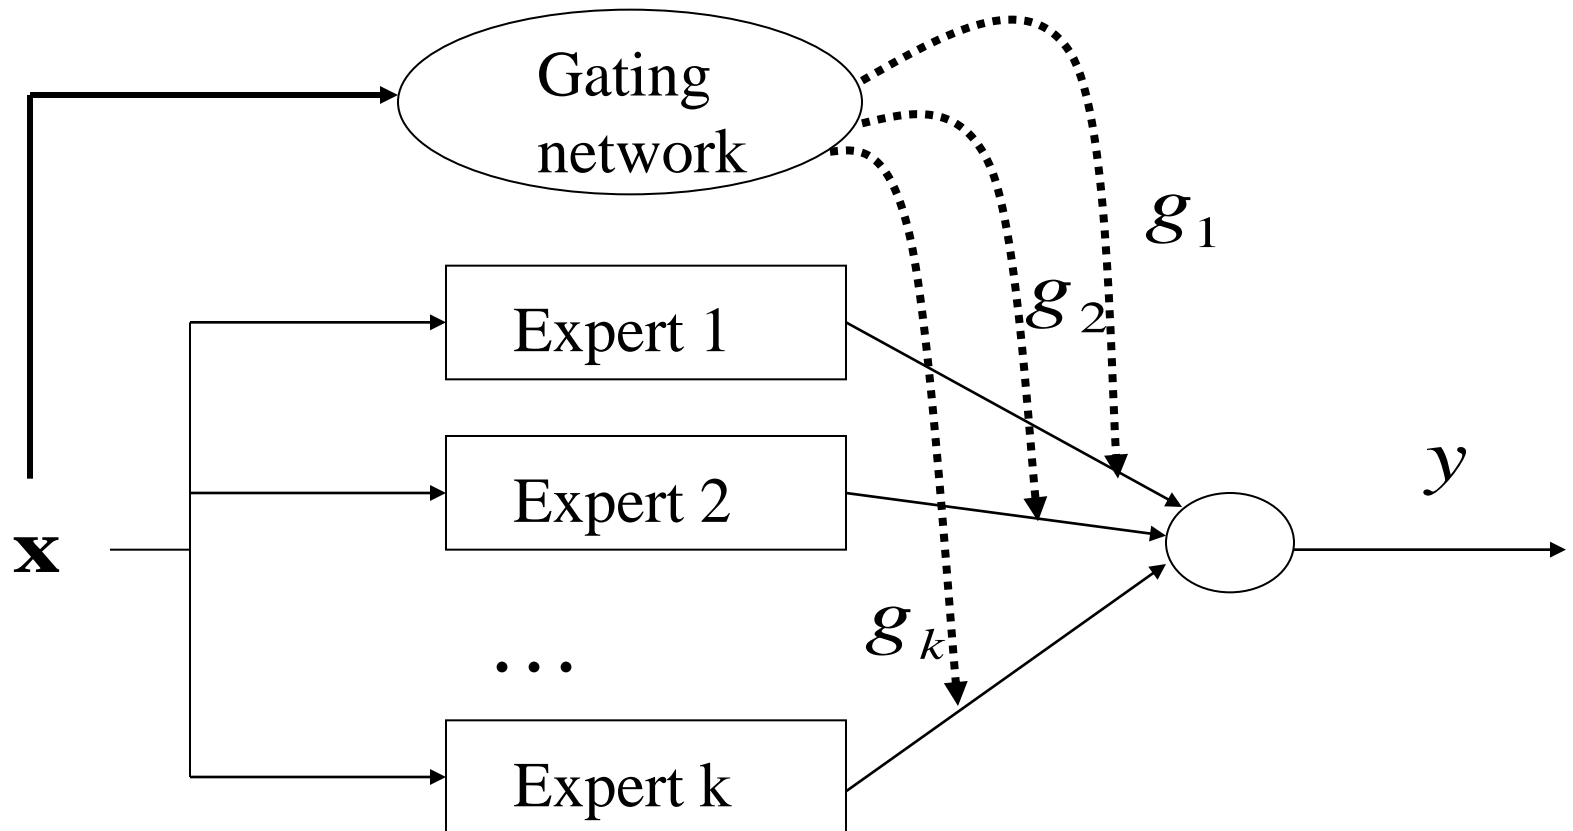 Gating
network
g1
g2
Expert 1
Expert 2
y
x
gk
...
Expert k